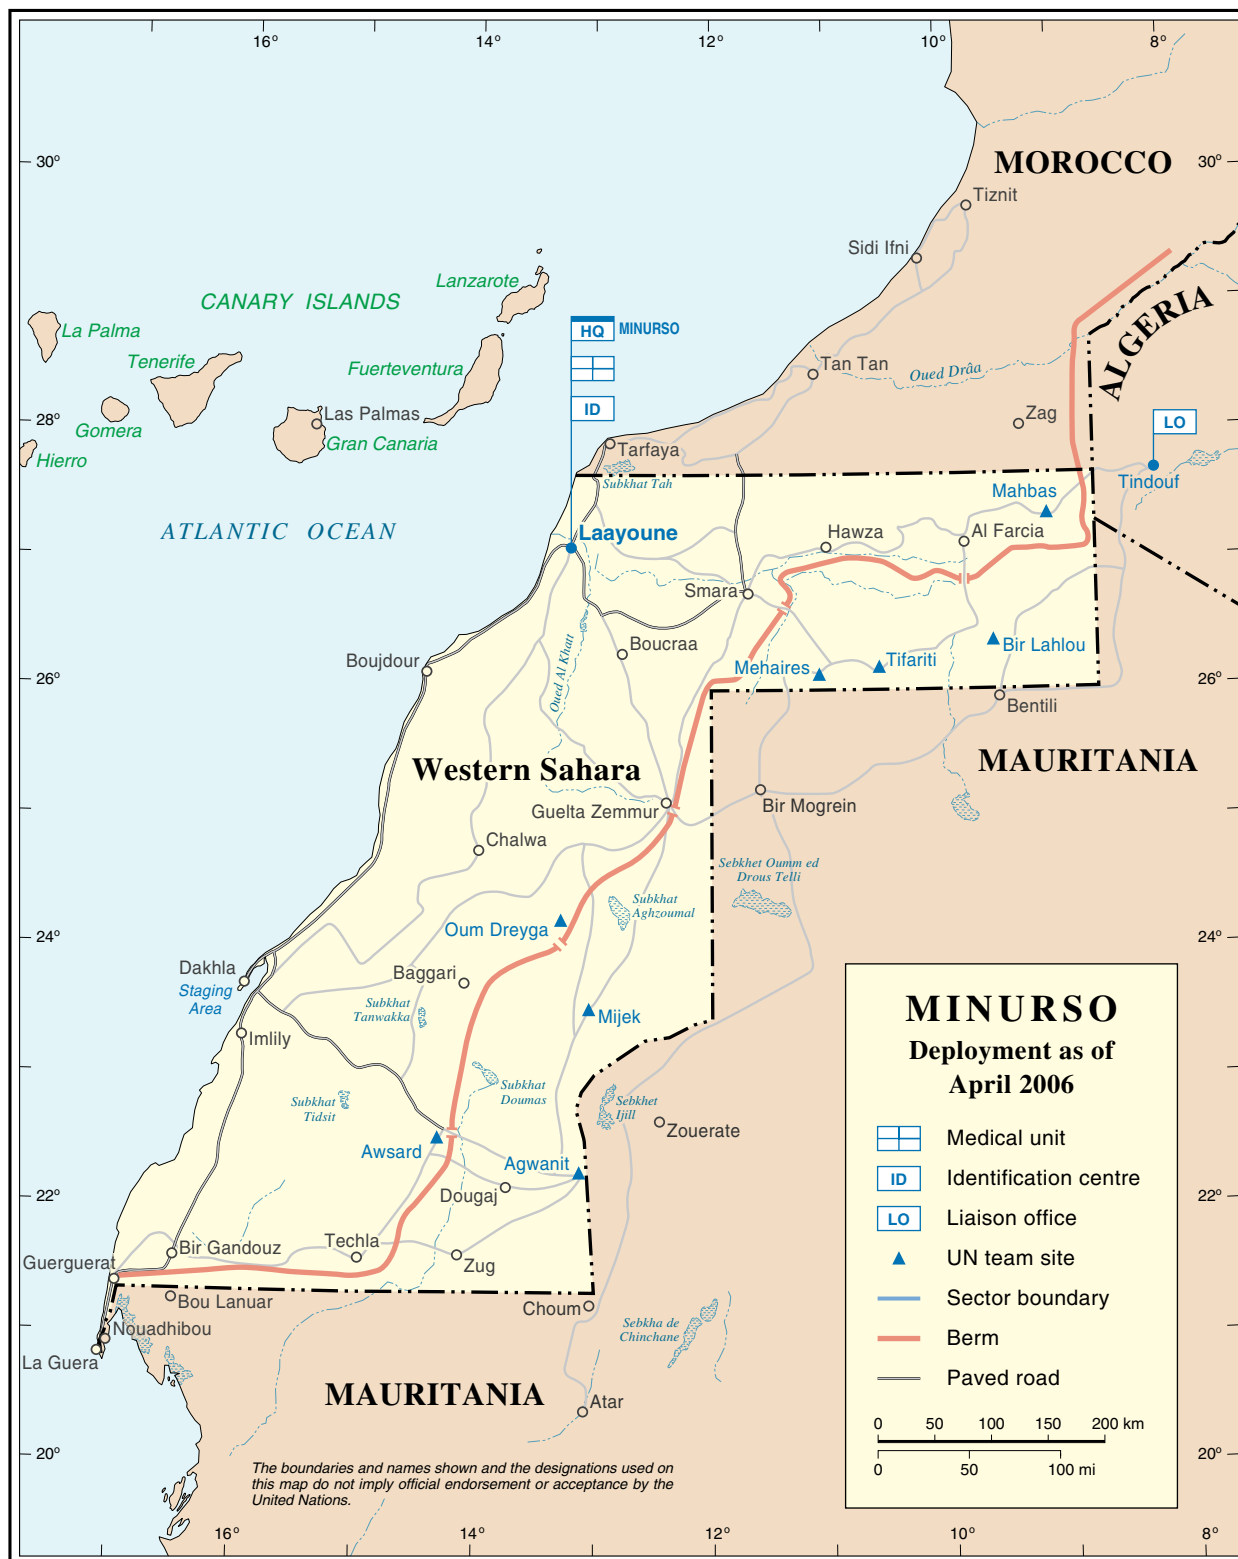 16° 14° 12° 10° 8°
30° 30°
MOROCCO
Tiznit
Sidi Ifni
Lanzarote
CANARY ISLANDS
La Palma
HQ MINURSO
ALGERIA
Tenerife
Fuerteventura
Tan Tan
Oued Drâa
ID
Las Palmas
Zag
LO
28°
Gomera
Gran Canaria
Hierro
Tarfaya
Subkhat Tah
Tindouf
Mahbas
ATLANTIC OCEAN
Laayoune
Hawza
Al Farcia
Smara
Boucraa
Oued Al Khatt
Boujdour
Mehaires
Tifariti
Bir Lahlou
26° 26°
Bentili
Western Sahara
MAURITANIA
Guelta Zemmur
Bir Mogrein
Chalwa
Sebkhet Oumm ed
Drous Telli
Subkhat
Aghzoumal
Oum Dreyga
24° 24°
Dakhla
Staging
Area
Baggari
Subkhat
Tanwakka
Mijek
Imlily
Subkhat
Doumas
Subkhat
Tidsit
Sebkhet
Ijill
Zouerate
Awsard
Agwanit
22° 22°
Dougaj
Techla
Bir Gandouz
Zug
Guerguerat
Bou Lanuar
Choum
Nouadhibou
Sebkha de
Chinchane
La Guera
MAURITANIA
Atar
20° 20°
The boundaries and names shown and the designations used on
this map do not imply official endorsement or acceptance by the
United Nations.
MINURSO
Deployment as of
April 2006
Medical unit
ID Identification centre
LO Liaison office
UN team site
Sector boundary
Berm
Paved road
0 50 100 150 200 km
0 50 100 mi
16° 14° 12° 10° 8°